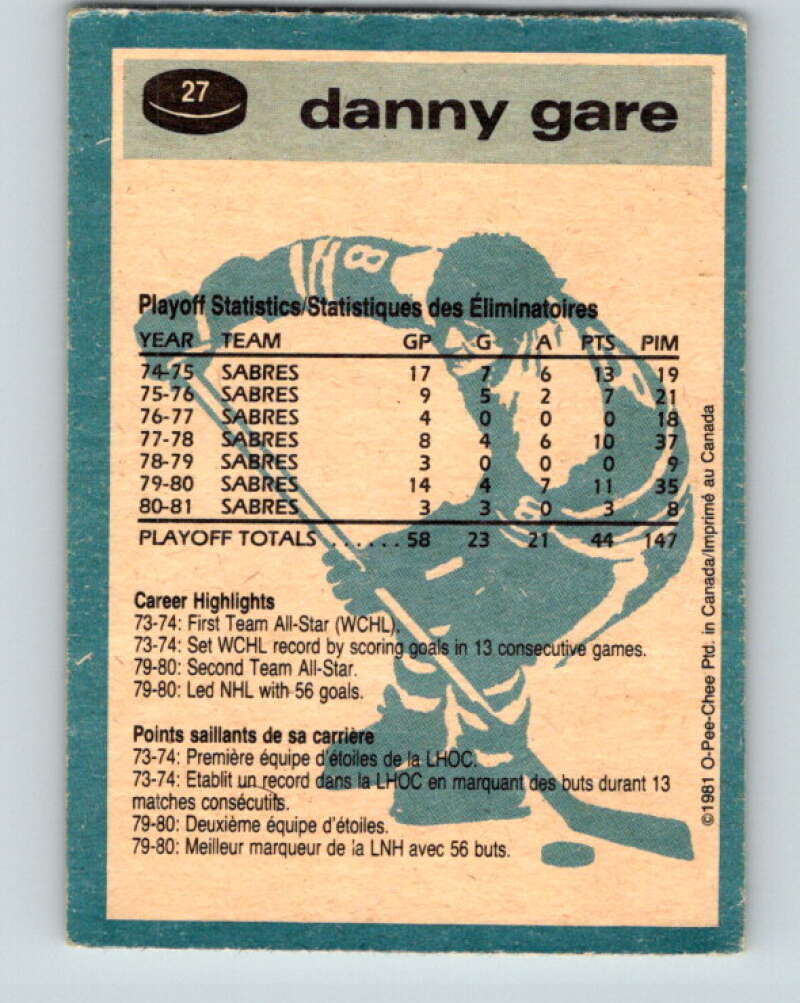 27
danny gare
8
Playoff Statistics/Statistiques des Éliminatoires
YEAR TEAM GP G A PTS PIM
74-75 SABRES 17 7 6 13 19
75-76 SABRES 9 5 2 7 21
76-77 SABRES 4 0 0 0 18
77-78 SABRES 8 4 6 10 37
78-79 SABRES 3 0 0 0 9
79-80 SABRES 14 4 7 11 35
80-81 SABRES 3 3 0 3 8
PLAYOFF TOTALS ...... 58 23 21 44 147
Career Highlights
73-74: First Team All-Star (WCHL).
73-74: Set WCHL record by scoring goals in 13 consecutive games.
79-80: Second Team All-Star.
79-80: Led NHL with 56 goals.
Points saillants de sa carrière
73-74: Première équipe d'étoiles de la LHOC.
73-74: Etablit un record dans la LHOC en marquant des buts durant 13
matches consécutifs.
79-80: Deuxième équipe d'étoiles.
79-80: Meilleur marqueur de la LNH avec 56 buts.
©1981 O-Pee-Chee Ptd. in Canada/Imprimé au Canada